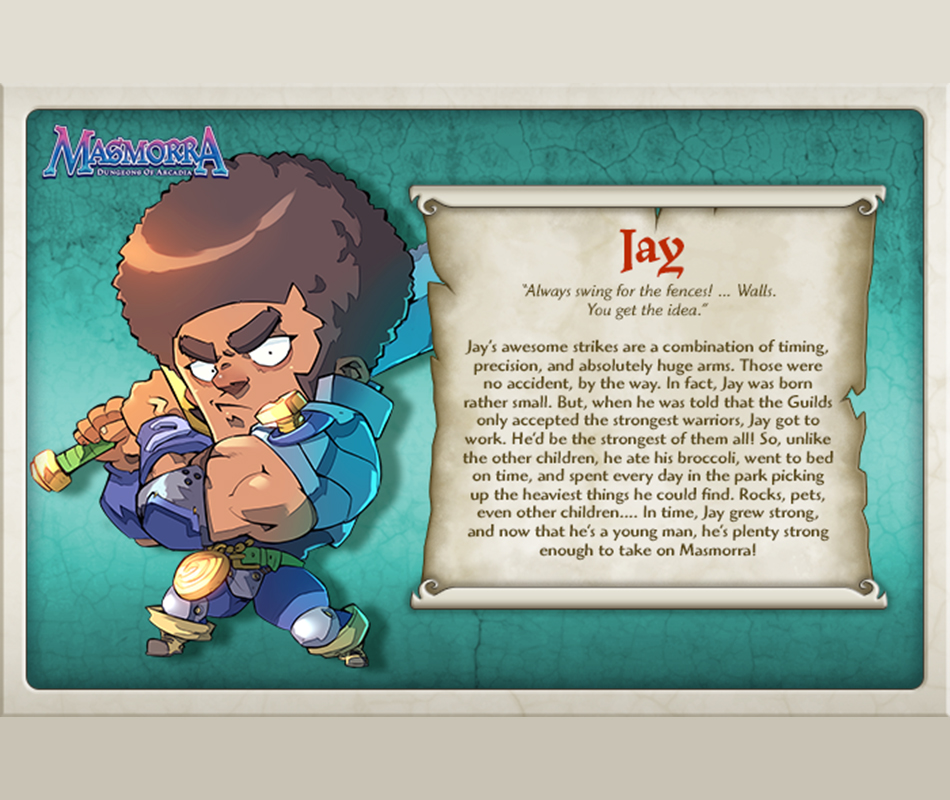 MASMORRA
DUNGEONS OF ARCADIA
Jay
"Always swing for the fences! ... Walls.
You get the idea."
Jay's awesome strikes are a combination of timing,
precision, and absolutely huge arms. Those were
no accident, by the way. In fact, Jay was born
rather small. But, when he was told that the Guilds
only accepted the strongest warriors, Jay got to
work. He'd be the strongest of them all! So, unlike
the other children, he ate his broccoli, went to bed
on time, and spent every day in the park picking
up the heaviest things he could find. Rocks, pets,
even other children.... In time, Jay grew strong,
and now that he's a young man, he's plenty strong
enough to take on Masmorra!